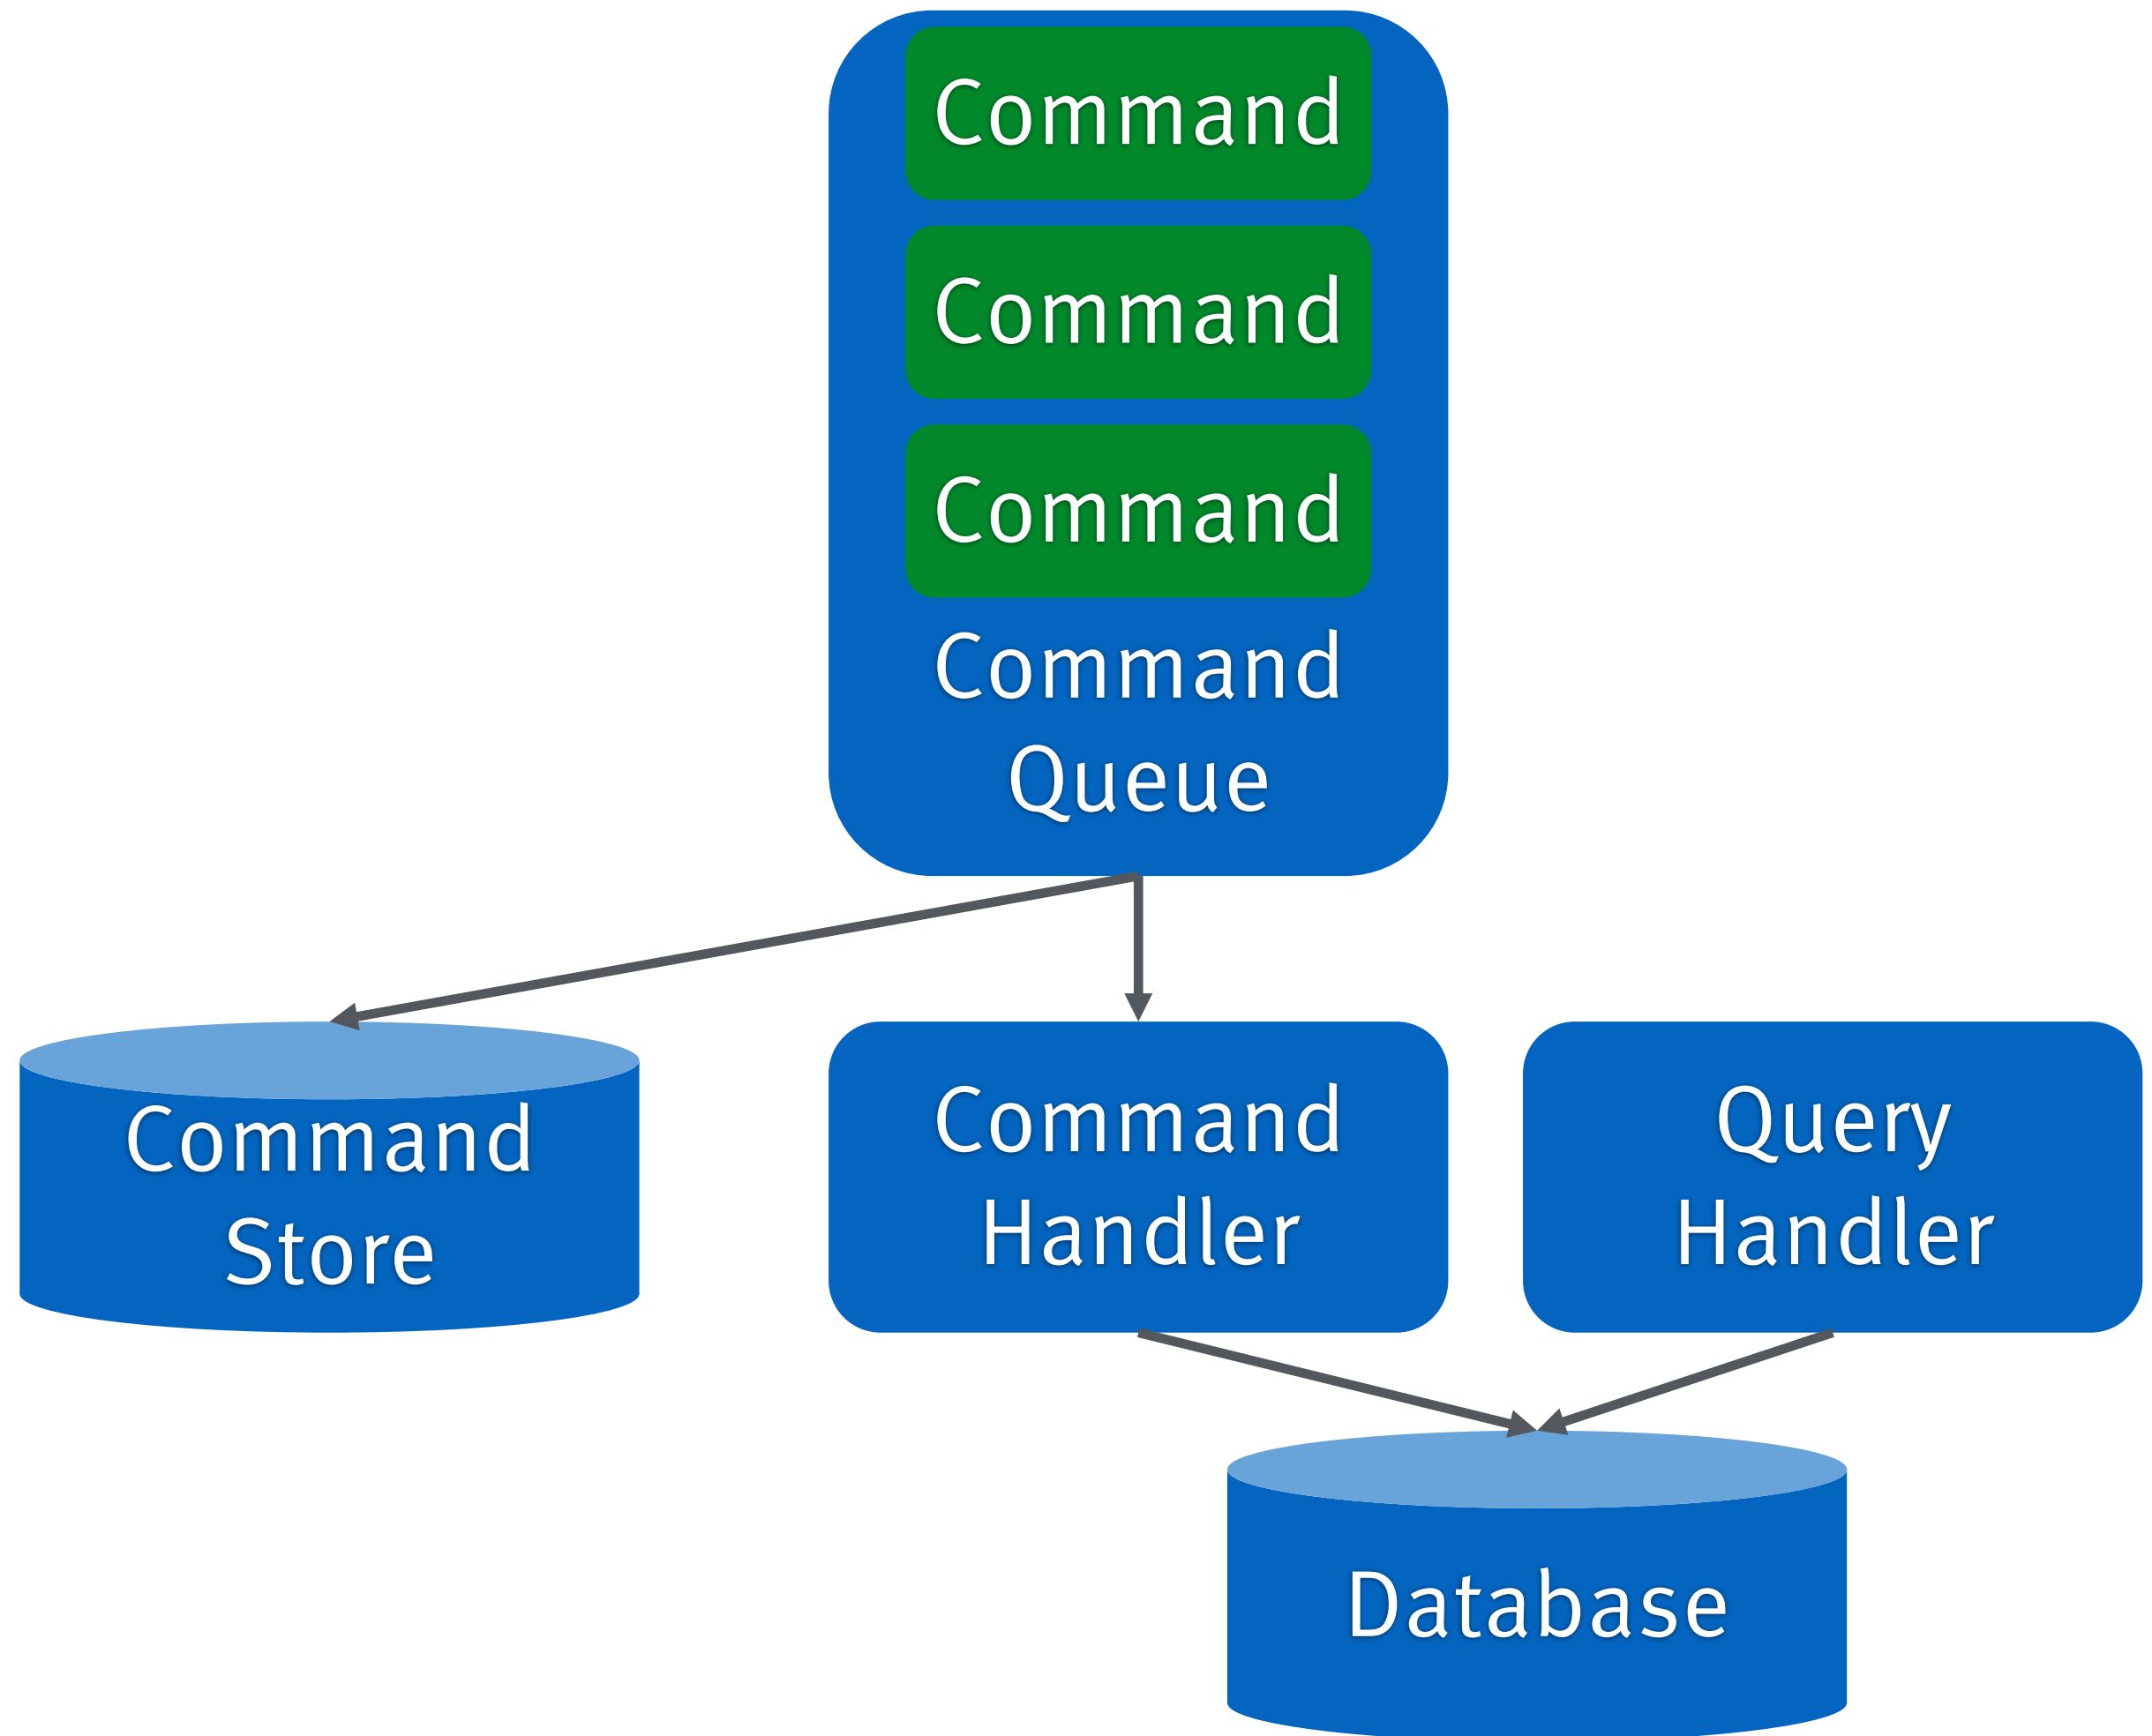 Command
Command
Command
Command
Queue
Command
Store
Command
Handler
Query
Handler
Database